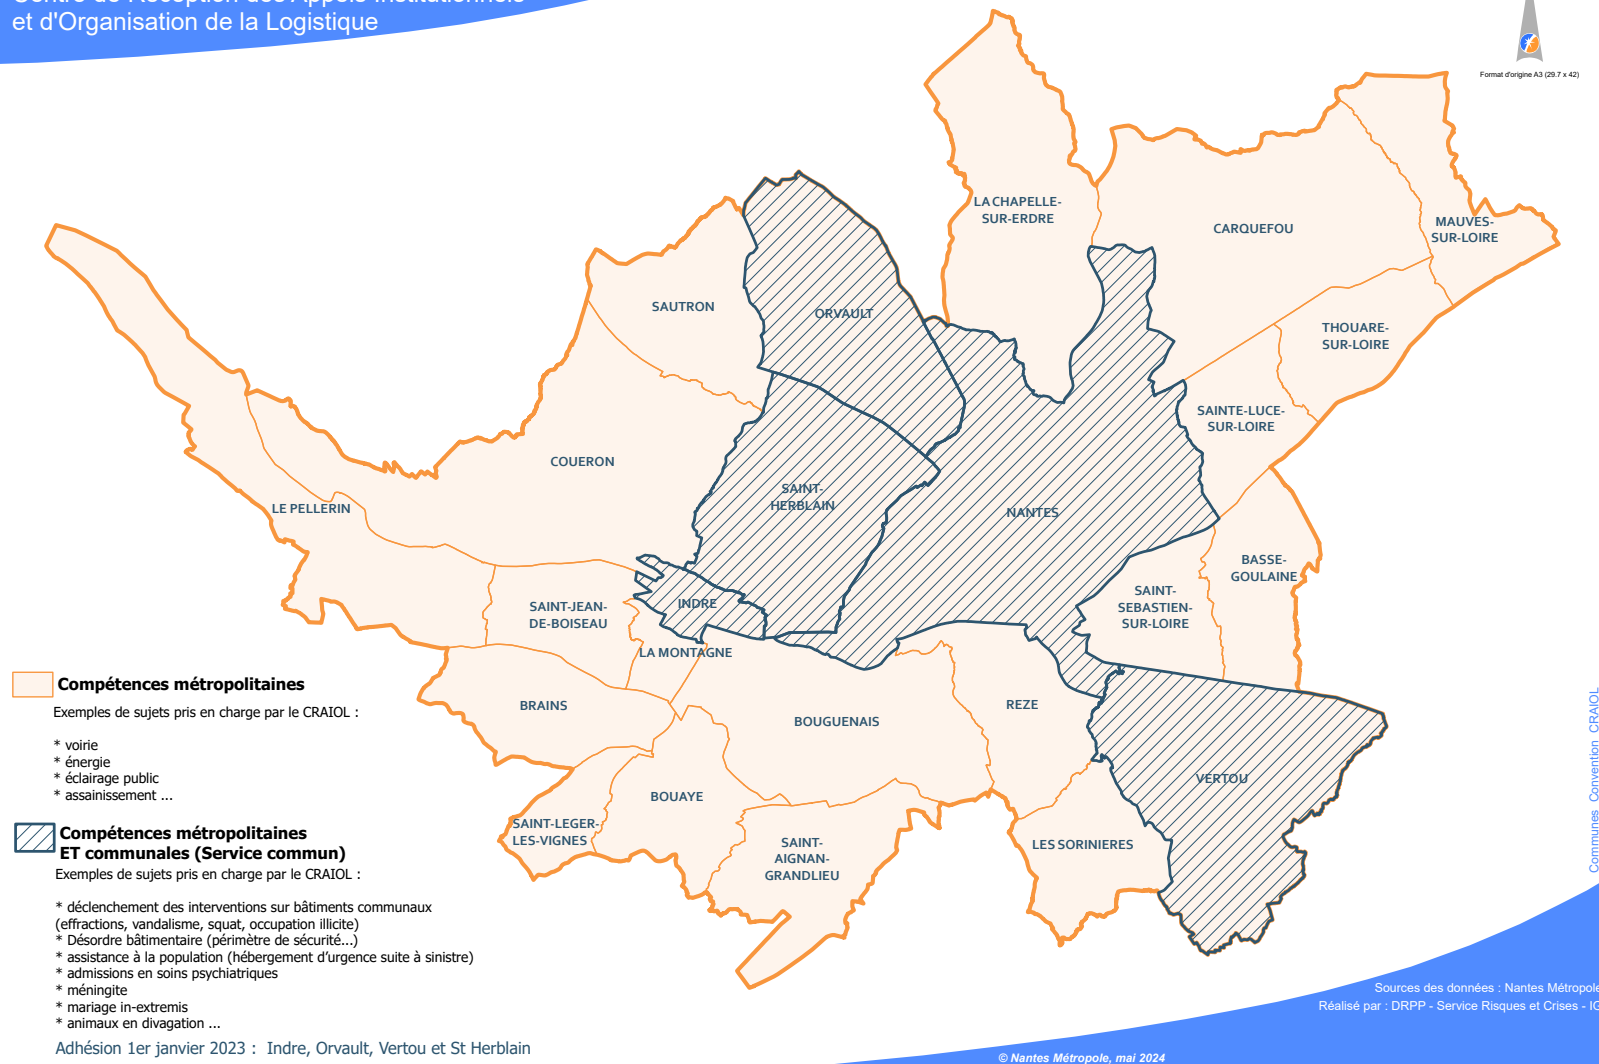 Centre de Réception des Appels Institutionnels
et d'Organisation de la Logistique
Format d'origine A3 (29.7 x 42)
LA CHAPELLE-
SUR-ERDRE
CARQUEFOU
MAUVES-
SUR-LOIRE
SAUTRON
ORVAULT
THOUARE-
SUR-LOIRE
SAINTE-LUCE-
SUR-LOIRE
COUERON
SAINT-
HERBLAIN
LE PELLERIN
NANTES
BASSE-
GOULAINE
SAINT-JEAN-
DE-BOISEAU
INDRE
SAINT-
SEBASTIEN-
SUR-LOIRE
LA MONTAGNE
BRAINS
BOUGUENAIS
REZE
VERTOU
BOUAYE
SAINT-LEGER-
LES-VIGNES
SAINT-
AIGNAN-
GRANDLIEU
LES SORINIERES
Compétences métropolitaines
Exemples de sujets pris en charge par le CRAIOL :
* voirie
* énergie
* éclairage public
* assainissement ...
Compétences métropolitaines
ET communales (Service commun)
Exemples de sujets pris en charge par le CRAIOL :
* déclenchement des interventions sur bâtiments communaux
(effractions, vandalisme, squat, occupation illicite)
* Désordre bâtimentaire (périmètre de sécurité...)
* assistance à la population (hébergement d'urgence suite à sinistre)
* admissions en soins psychiatriques
* méningite
* mariage in-extremis
* animaux en divagation ...
Adhésion 1er janvier 2023 : Indre, Orvault, Vertou et St Herblain
Communes Convention CRAIOL
Sources des données : Nantes Métropole
Réalisé par : DRPP - Service Risques et Crises - IG
© Nantes Métropole, mai 2024